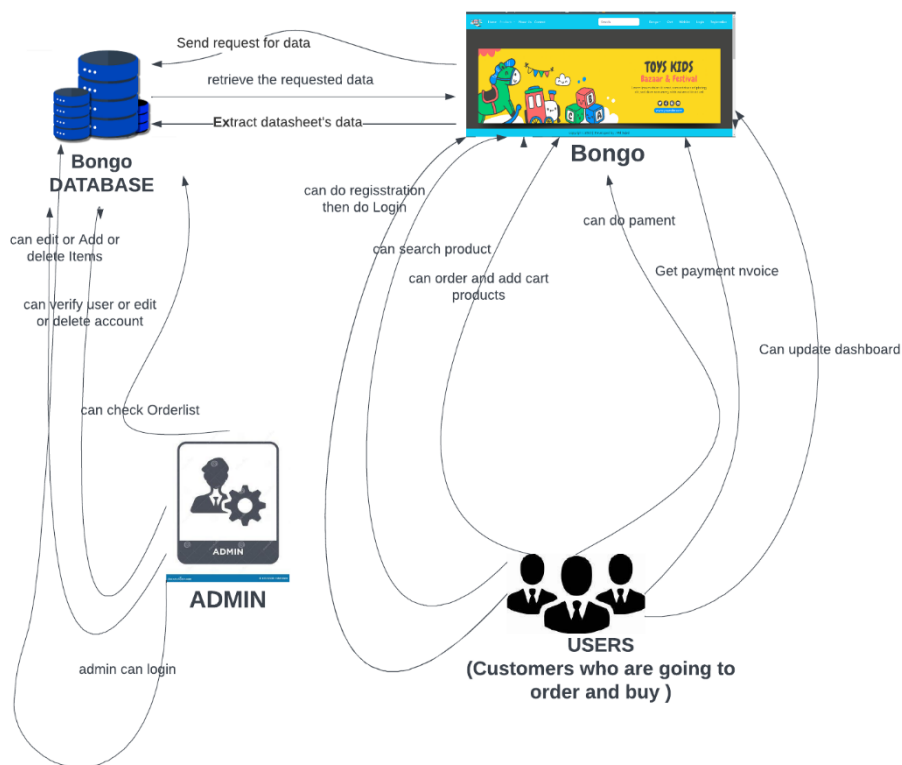 Send request for data
retrieve the requested data
Extract datasheet's data
Bongo
DATABASE
TOYS KIDS
Bazaar & Festival
Bongo
can do regisstration
then do Login
can do pament
can edit or Add or
delete Items
can search product
can order and add cart
products
Get payment nvoice
can verify user or edit
or delete account
Can update dashboard
can check Orderlist
ADMIN
ADMIN
admin can login
USERS
(Customers who are going to
order and buy )